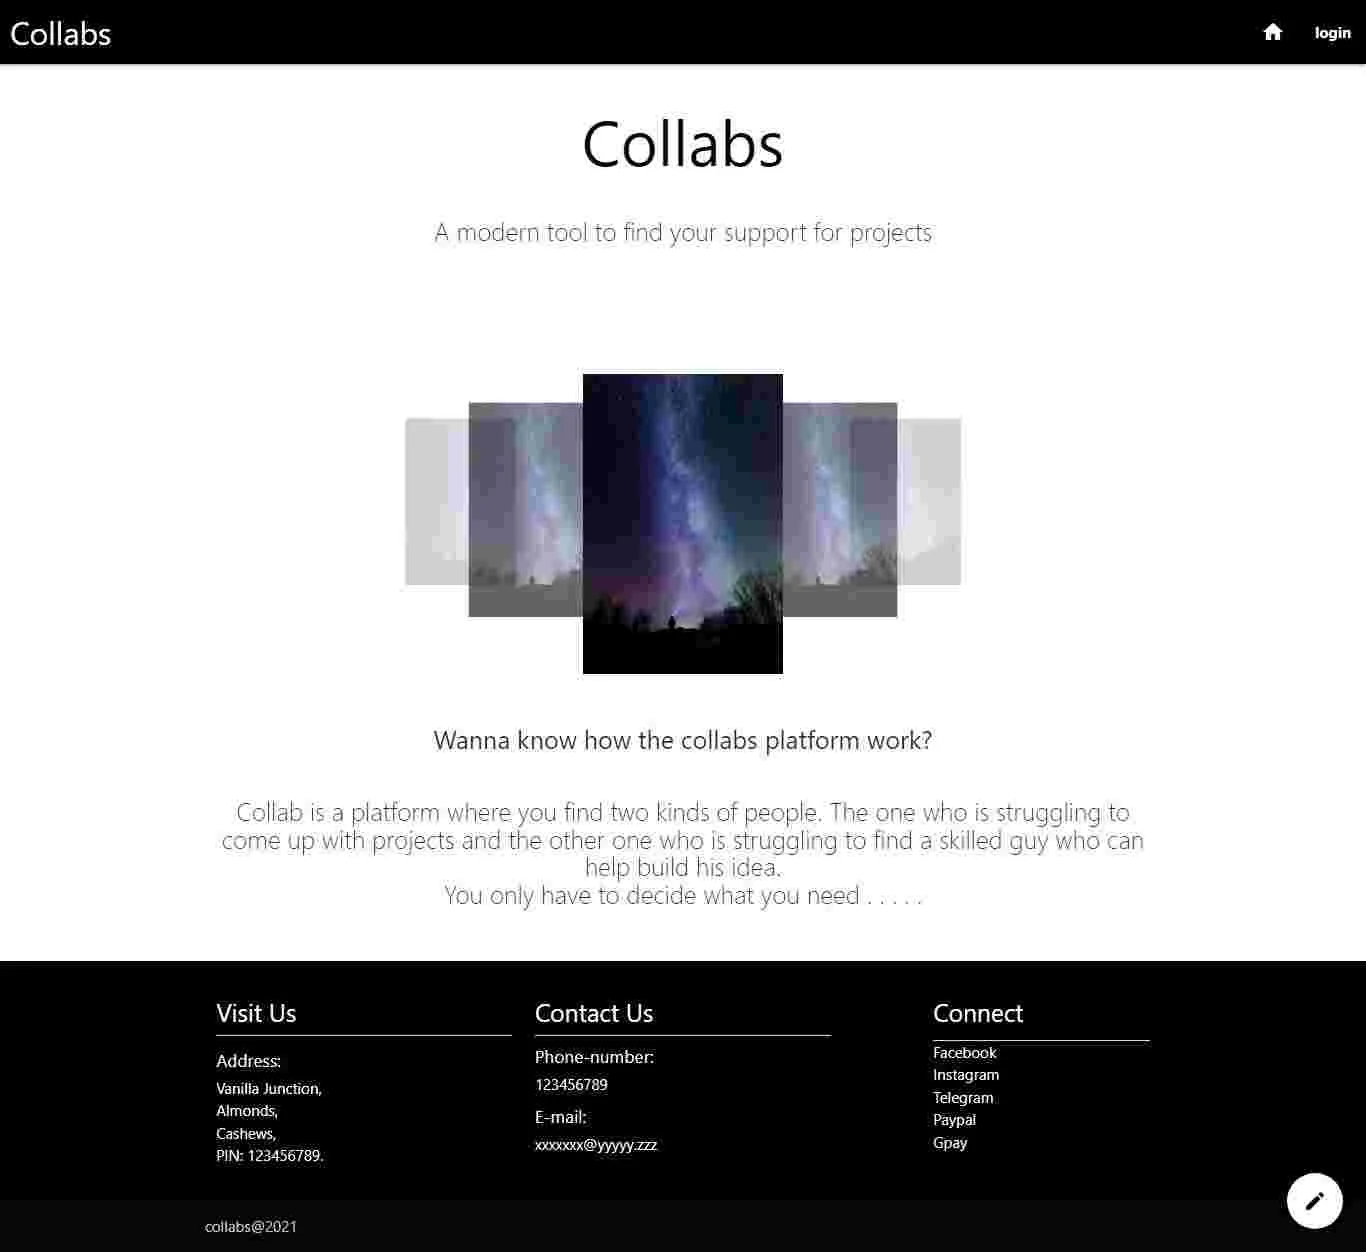 Collabs
login
Collabs
A modern tool to find your support for projects
Wanna know how the collabs platform work?
Collab is a platform where you find two kinds of people. The one who is struggling to
come up with projects and the other one who is struggling to find a skilled guy who can
help build his idea.
You only have to decide what you need . . . . .
Visit Us
Address:
Vanilla Junction,
Almonds,
Cashews,
PIN: 123456789.
Contact Us
Phone-number:
123456789
E-mail:
xxxxxxx@yyyyy.zzz
Connect
Facebook
Instagram
Telegram
Paypal
Gpay
collabs@2021